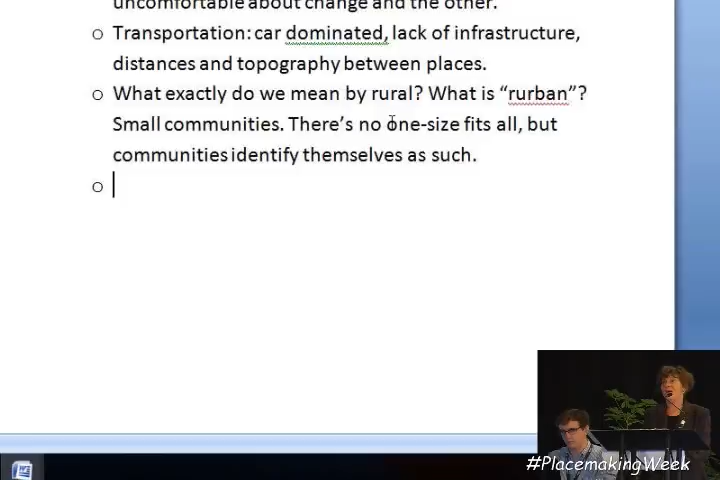 uncomfortable about change and the other.
o Transportation: car dominated, lack of infrastructure,
distances and topography between places.
o What exactly do we mean by rural? What is “rurban”?
Small communities. There’s no one-size fits all, but
communities identify themselves as such.
o
#PlacemakingWeek